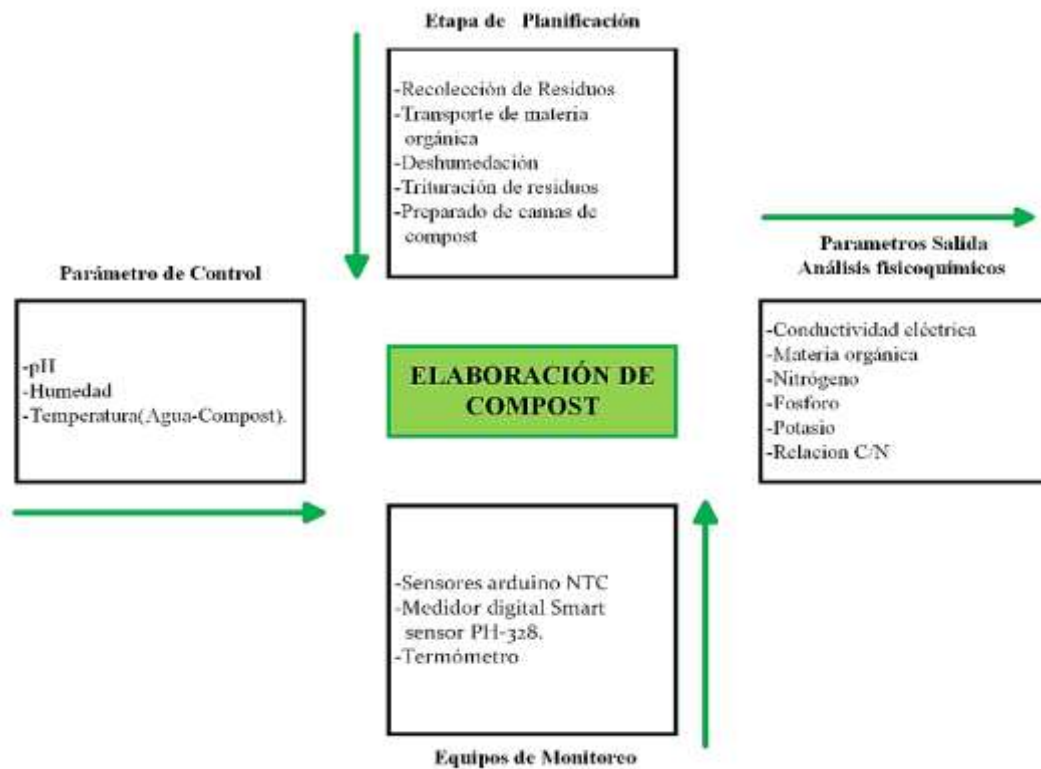 Etapa de Planificación
-Recolección de Residuos
-Transporte de materia
orgánica
-Deshumedación
-Trituración de residuos
-Preparado de camas de
compost
Parámetro de Control
-pH
-Humedad
-Temperatura(Agua-Compost).
ELABORACIÓN DE
COMPOST
Parametros Salida
Análisis fisicoquímicos
-Conductividad eléctrica
-Materia orgánica
-Nitrógeno
-Fosforo
-Potasio
-Relacion C/N
-Sensores arduino NTC
-Medidor digital Smart
sensor PH-328.
-Termómetro
Equipos de Monitoreo